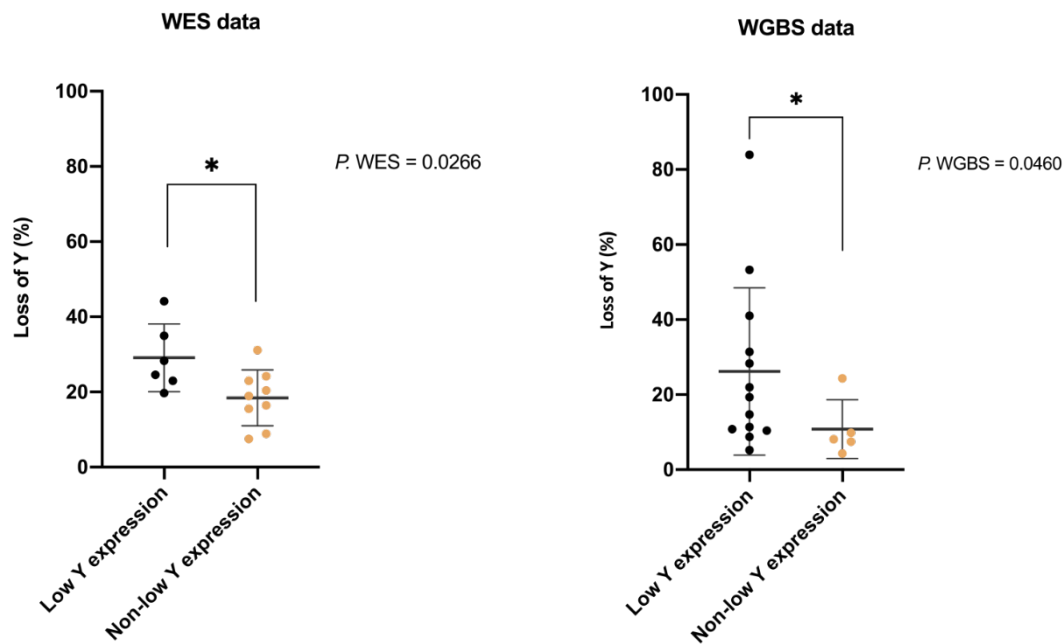 WES data
100
80
60
40
20
0
Loss of Y (%)
*
P. WES = 0.0266
Low Y expression
Non-low Y expression
WGBS data
100
80
60
40
20
0
Loss of Y (%)
*
P. WGBS = 0.0460
Low Y expression
Non-low Y expression